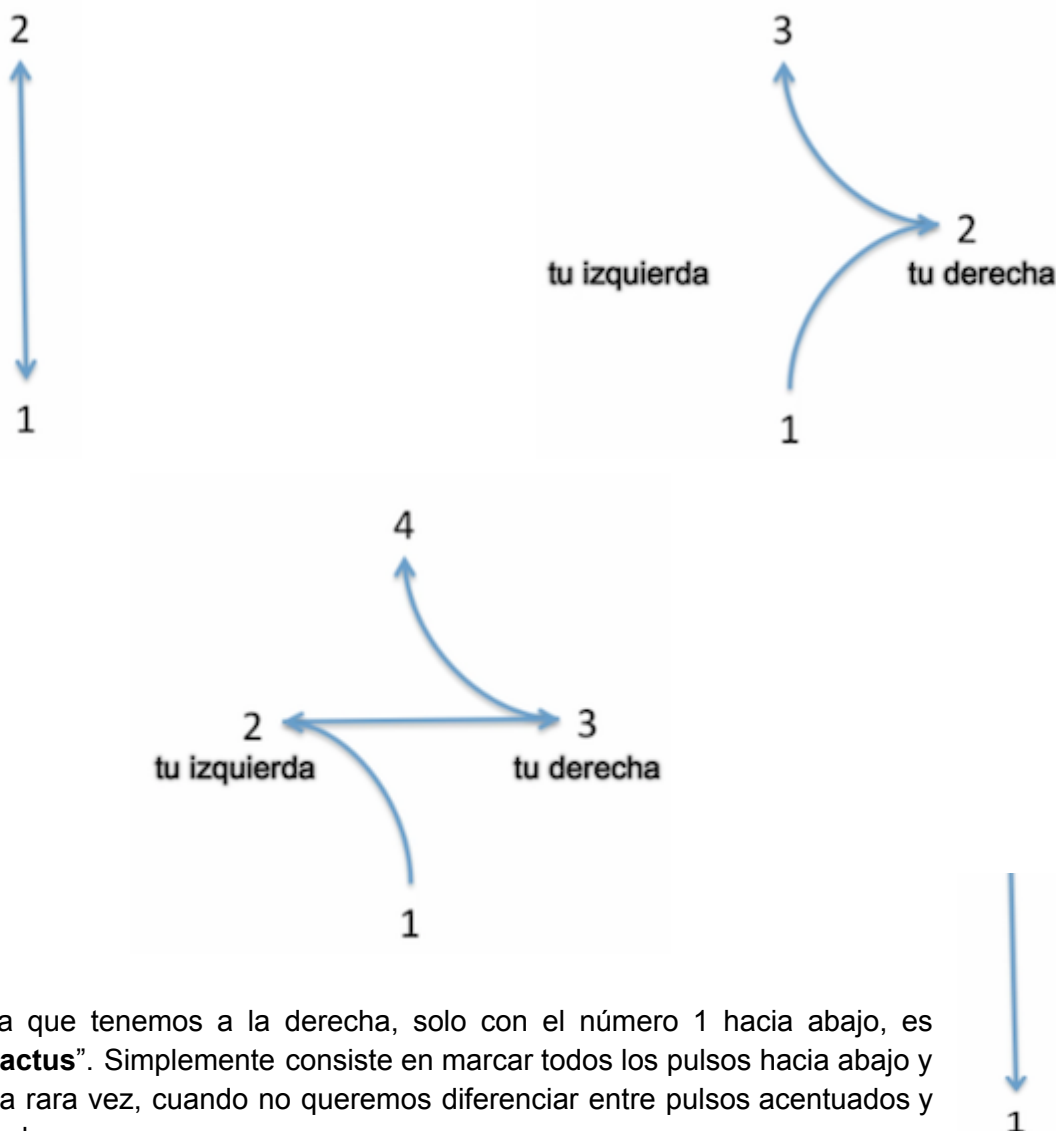 2
1
3
2
tu izquierda
tu derecha
1
4
2
3
tu izquierda
tu derecha
1
a que tenemos a la derecha, solo con el número 1 hacia abajo, es
actus”. Simplemente consiste en marcar todos los pulsos hacia abajo y
a rara vez, cuando no queremos diferenciar entre pulsos acentuados y
1